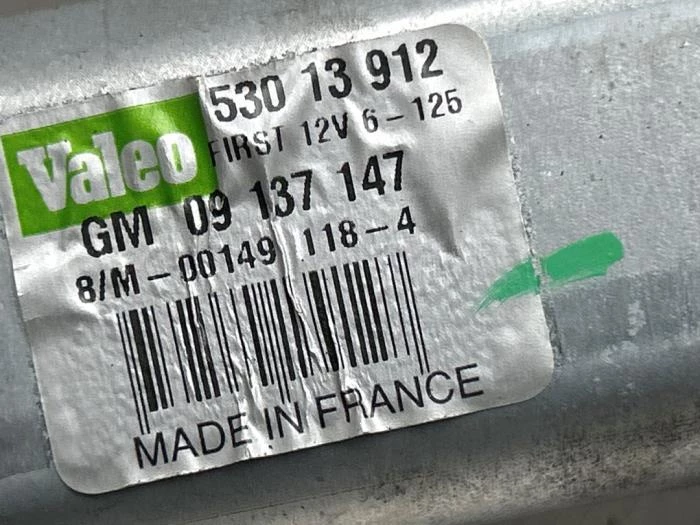 Valeo
530 13 912
FIRST 12V 6-125
GM 09 137 147
8/M-00149 118-4
MADE IN FRANCE